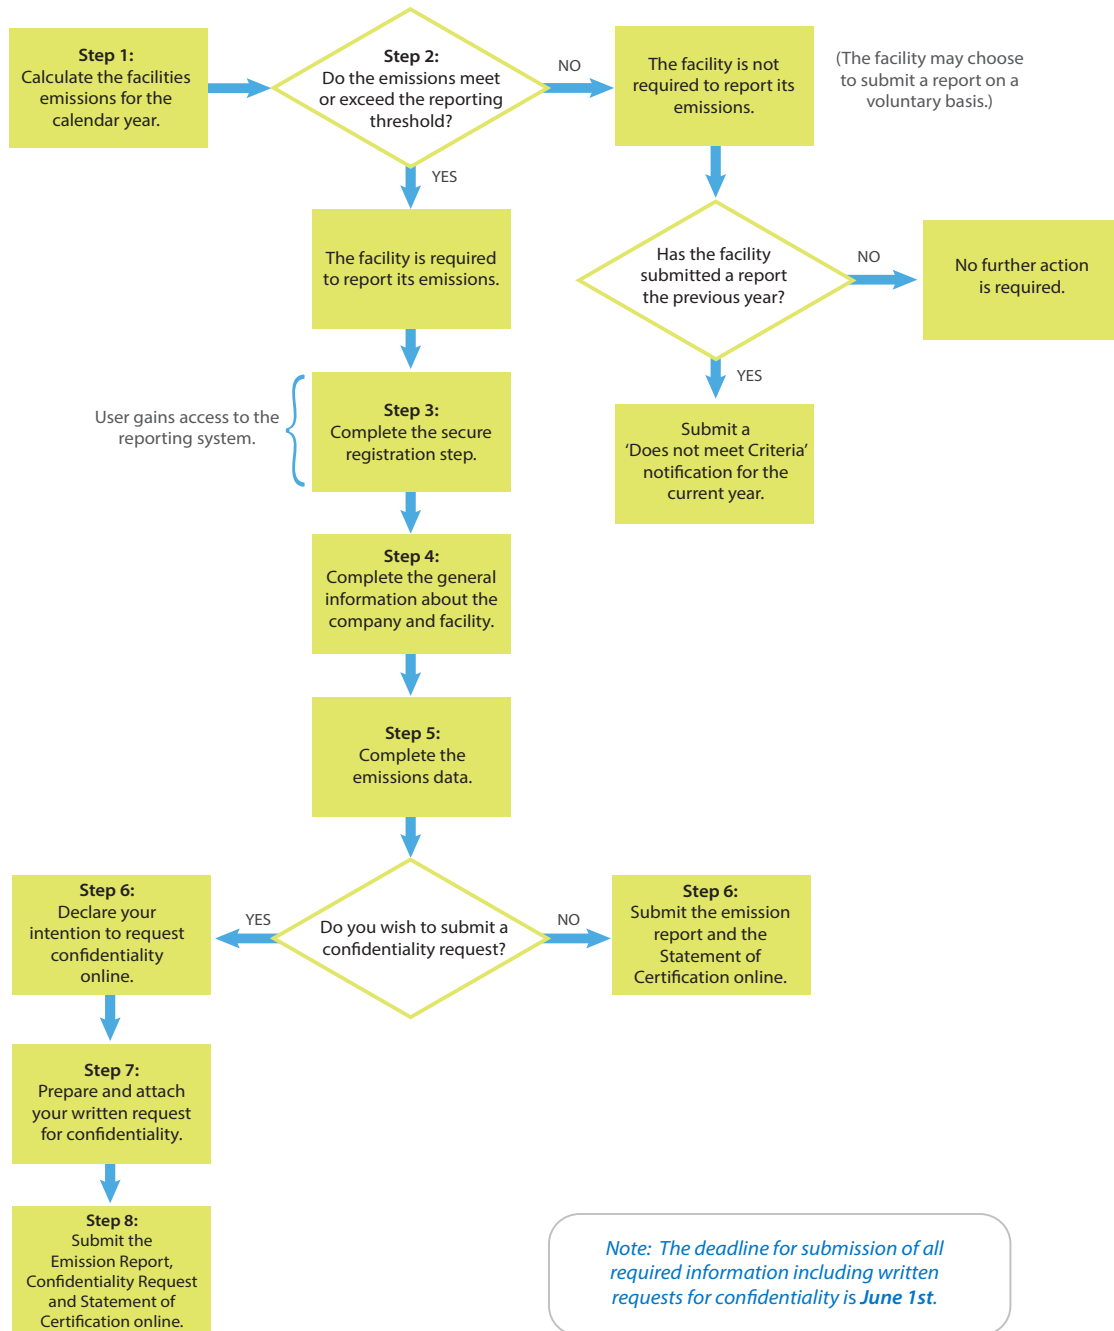 Step 1:
Calculate the facilities
emissions for the
calendar year.
Step 2:
Do the emissions meet
or exceed the reporting
threshold?
NO
The facility is not
required to report its
emissions.
(The facility may choose
to submit a report on a
voluntary basis.)
YES
The facility is required
to report its emissions.
Has the facility
submitted a report
the previous year?
NO
No further action
is required.
YES
Submit a
‘Does not meet Criteria’
notification for the
current year.
User gains access to the
reporting system.
Step 3:
Complete the secure
registration step.
Step 4:
Complete the general
information about the
company and facility.
Step 5:
Complete the
emissions data.
Do you wish to submit a
confidentiality request?
YES
NO
Step 6:
Declare your
intention to request
confidentiality
online.
Step 6:
Submit the emission
report and the
Statement of
Certification online.
Step 7:
Prepare and attach
your written request
for confidentiality.
Step 8:
Submit the
Emission Report,
Confidentiality Request
and Statement of
Certification online.
Note: The deadline for submission of all
required information including written
requests for confidentiality is June 1st.